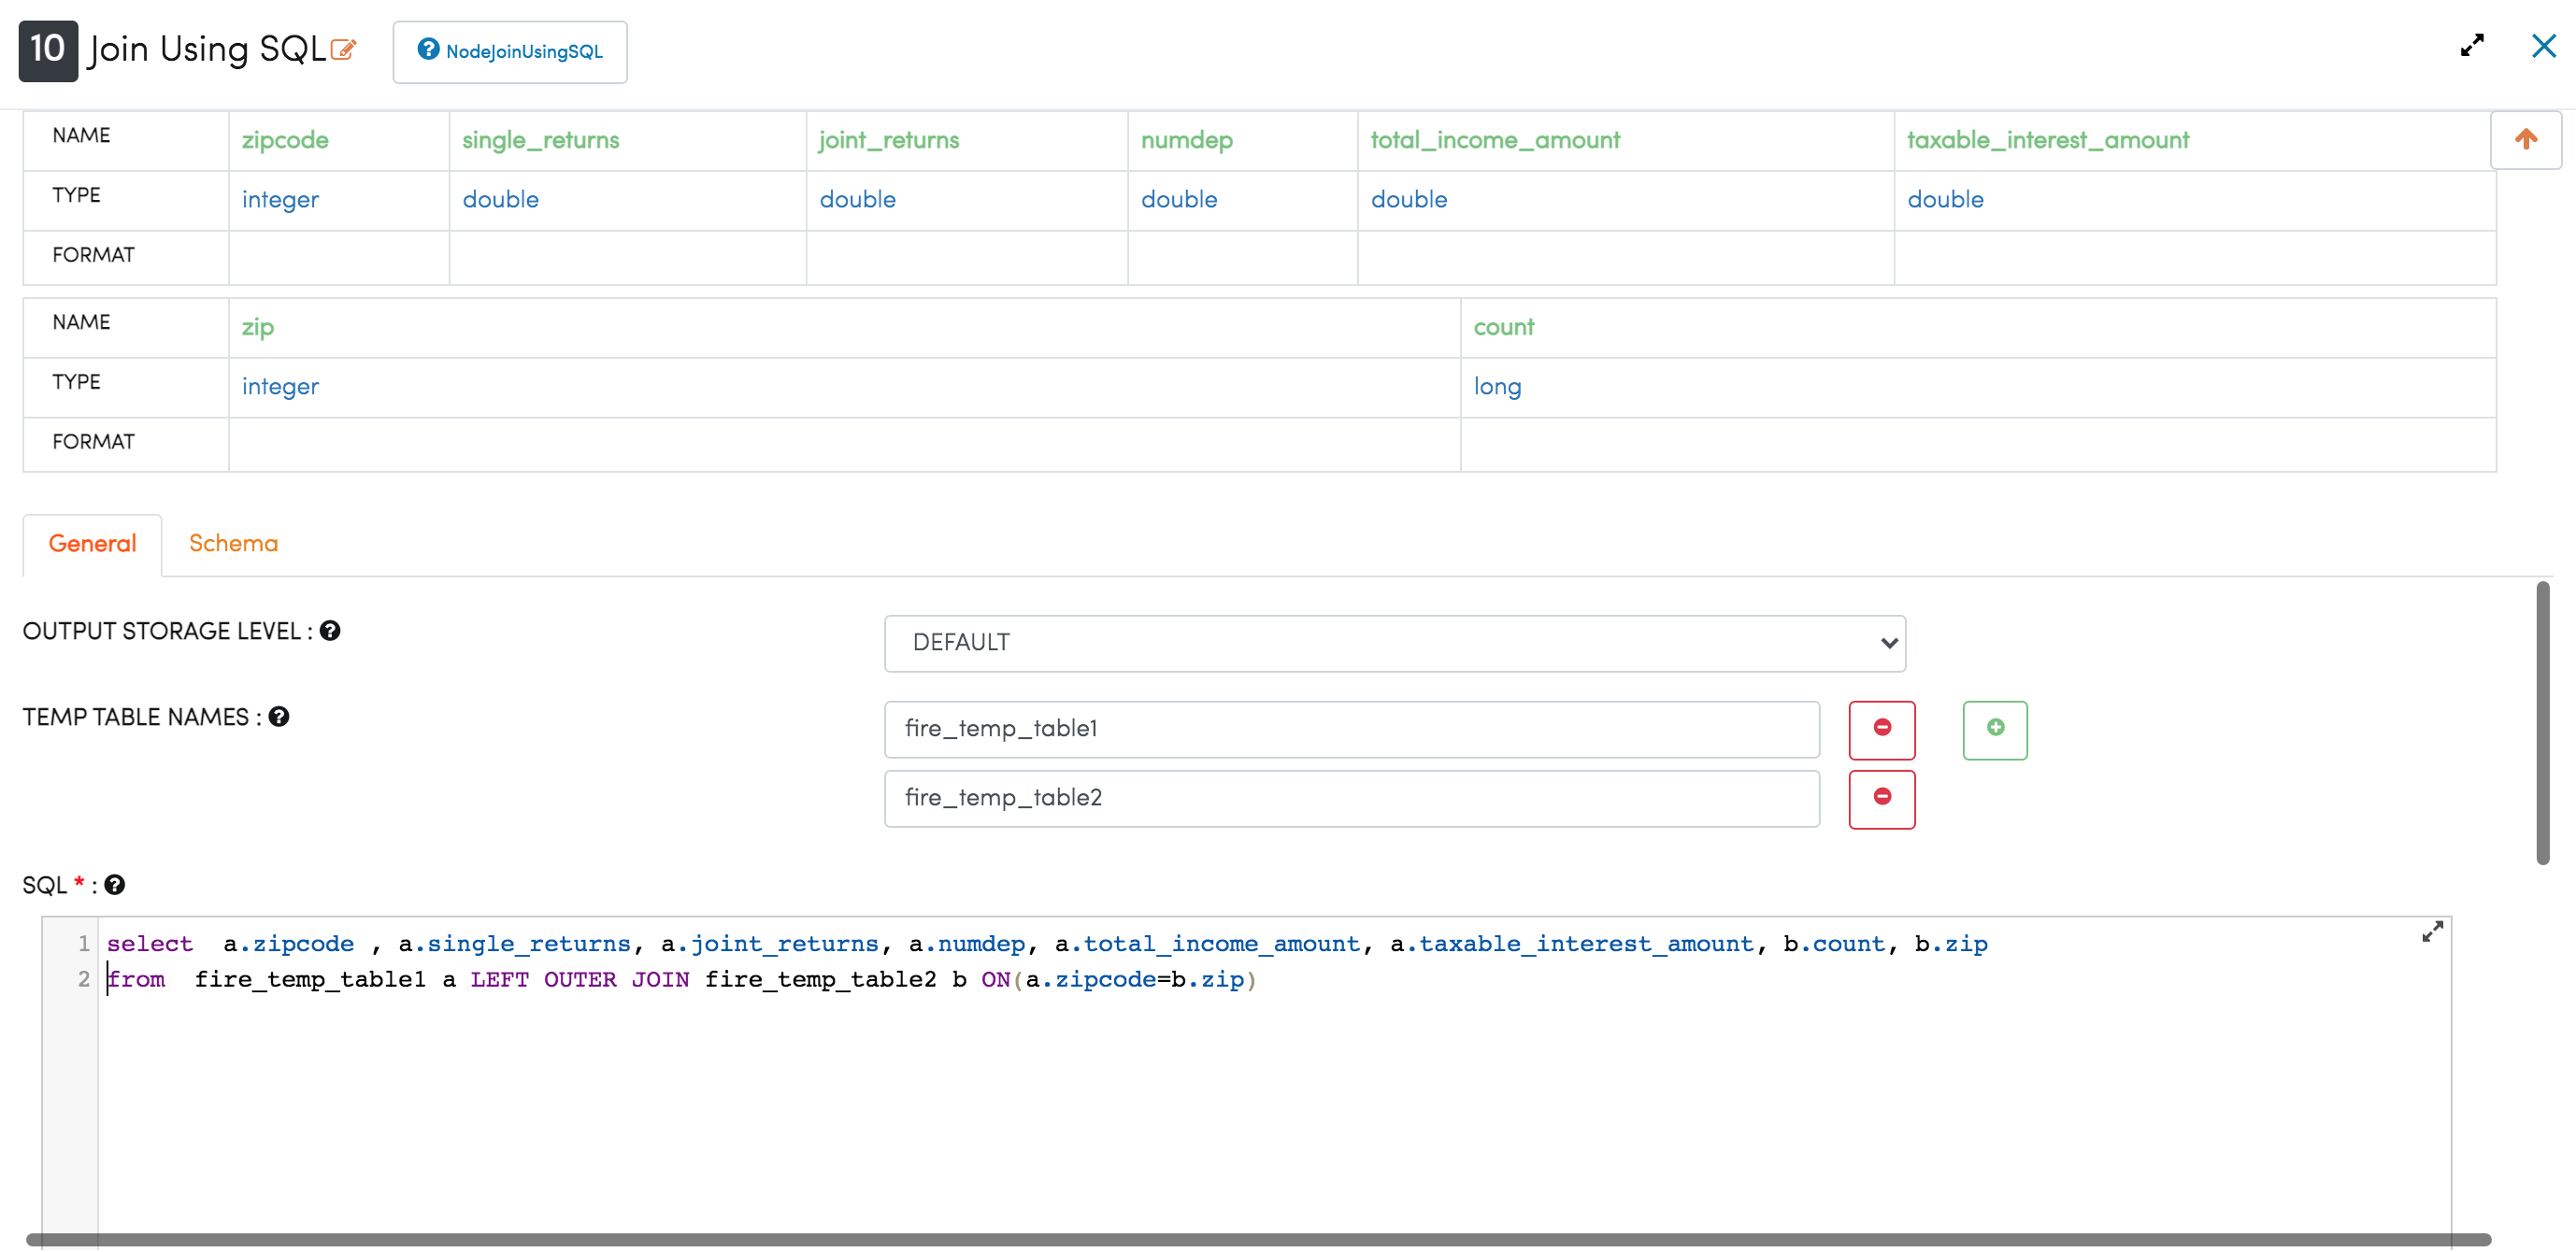 10 Join Using SQL ? NodeJoinUsingSQL
NAME zipcode single_returns joint_returns numdep total_income_amount taxable_interest_amount
TYPE integer double double double double double
FORMAT
NAME zip count
TYPE integer long
FORMAT
General Schema
OUTPUT STORAGE LEVEL : ? DEFAULT
TEMP TABLE NAMES : ? fire_temp_table1
fire_temp_table2
SQL * : ?
1 select  a.zipcode , a.single_returns, a.joint_returns, a.numdep, a.total_income_amount, a.taxable_interest_amount, b.count, b.zip
2 from  fire_temp_table1 a LEFT OUTER JOIN fire_temp_table2 b ON(a.zipcode=b.zip)